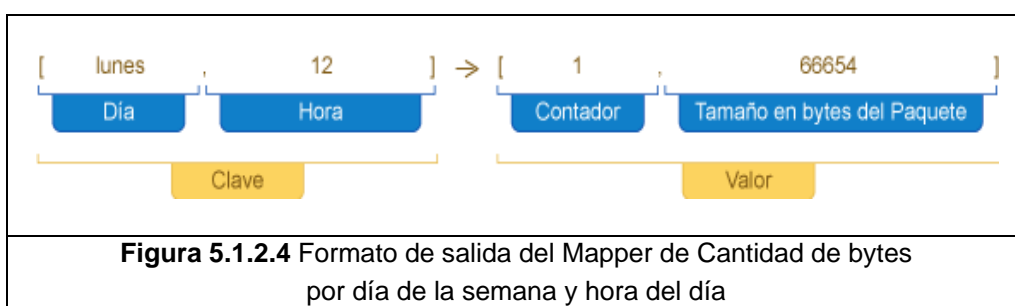 [ lunes , 12 ] → [ 1 , 66654 ]
Día Hora Contador Tamaño en bytes del Paquete
Clave Valor
Figura 5.1.2.4 Formato de salida del Mapper de Cantidad de bytes
por día de la semana y hora del día